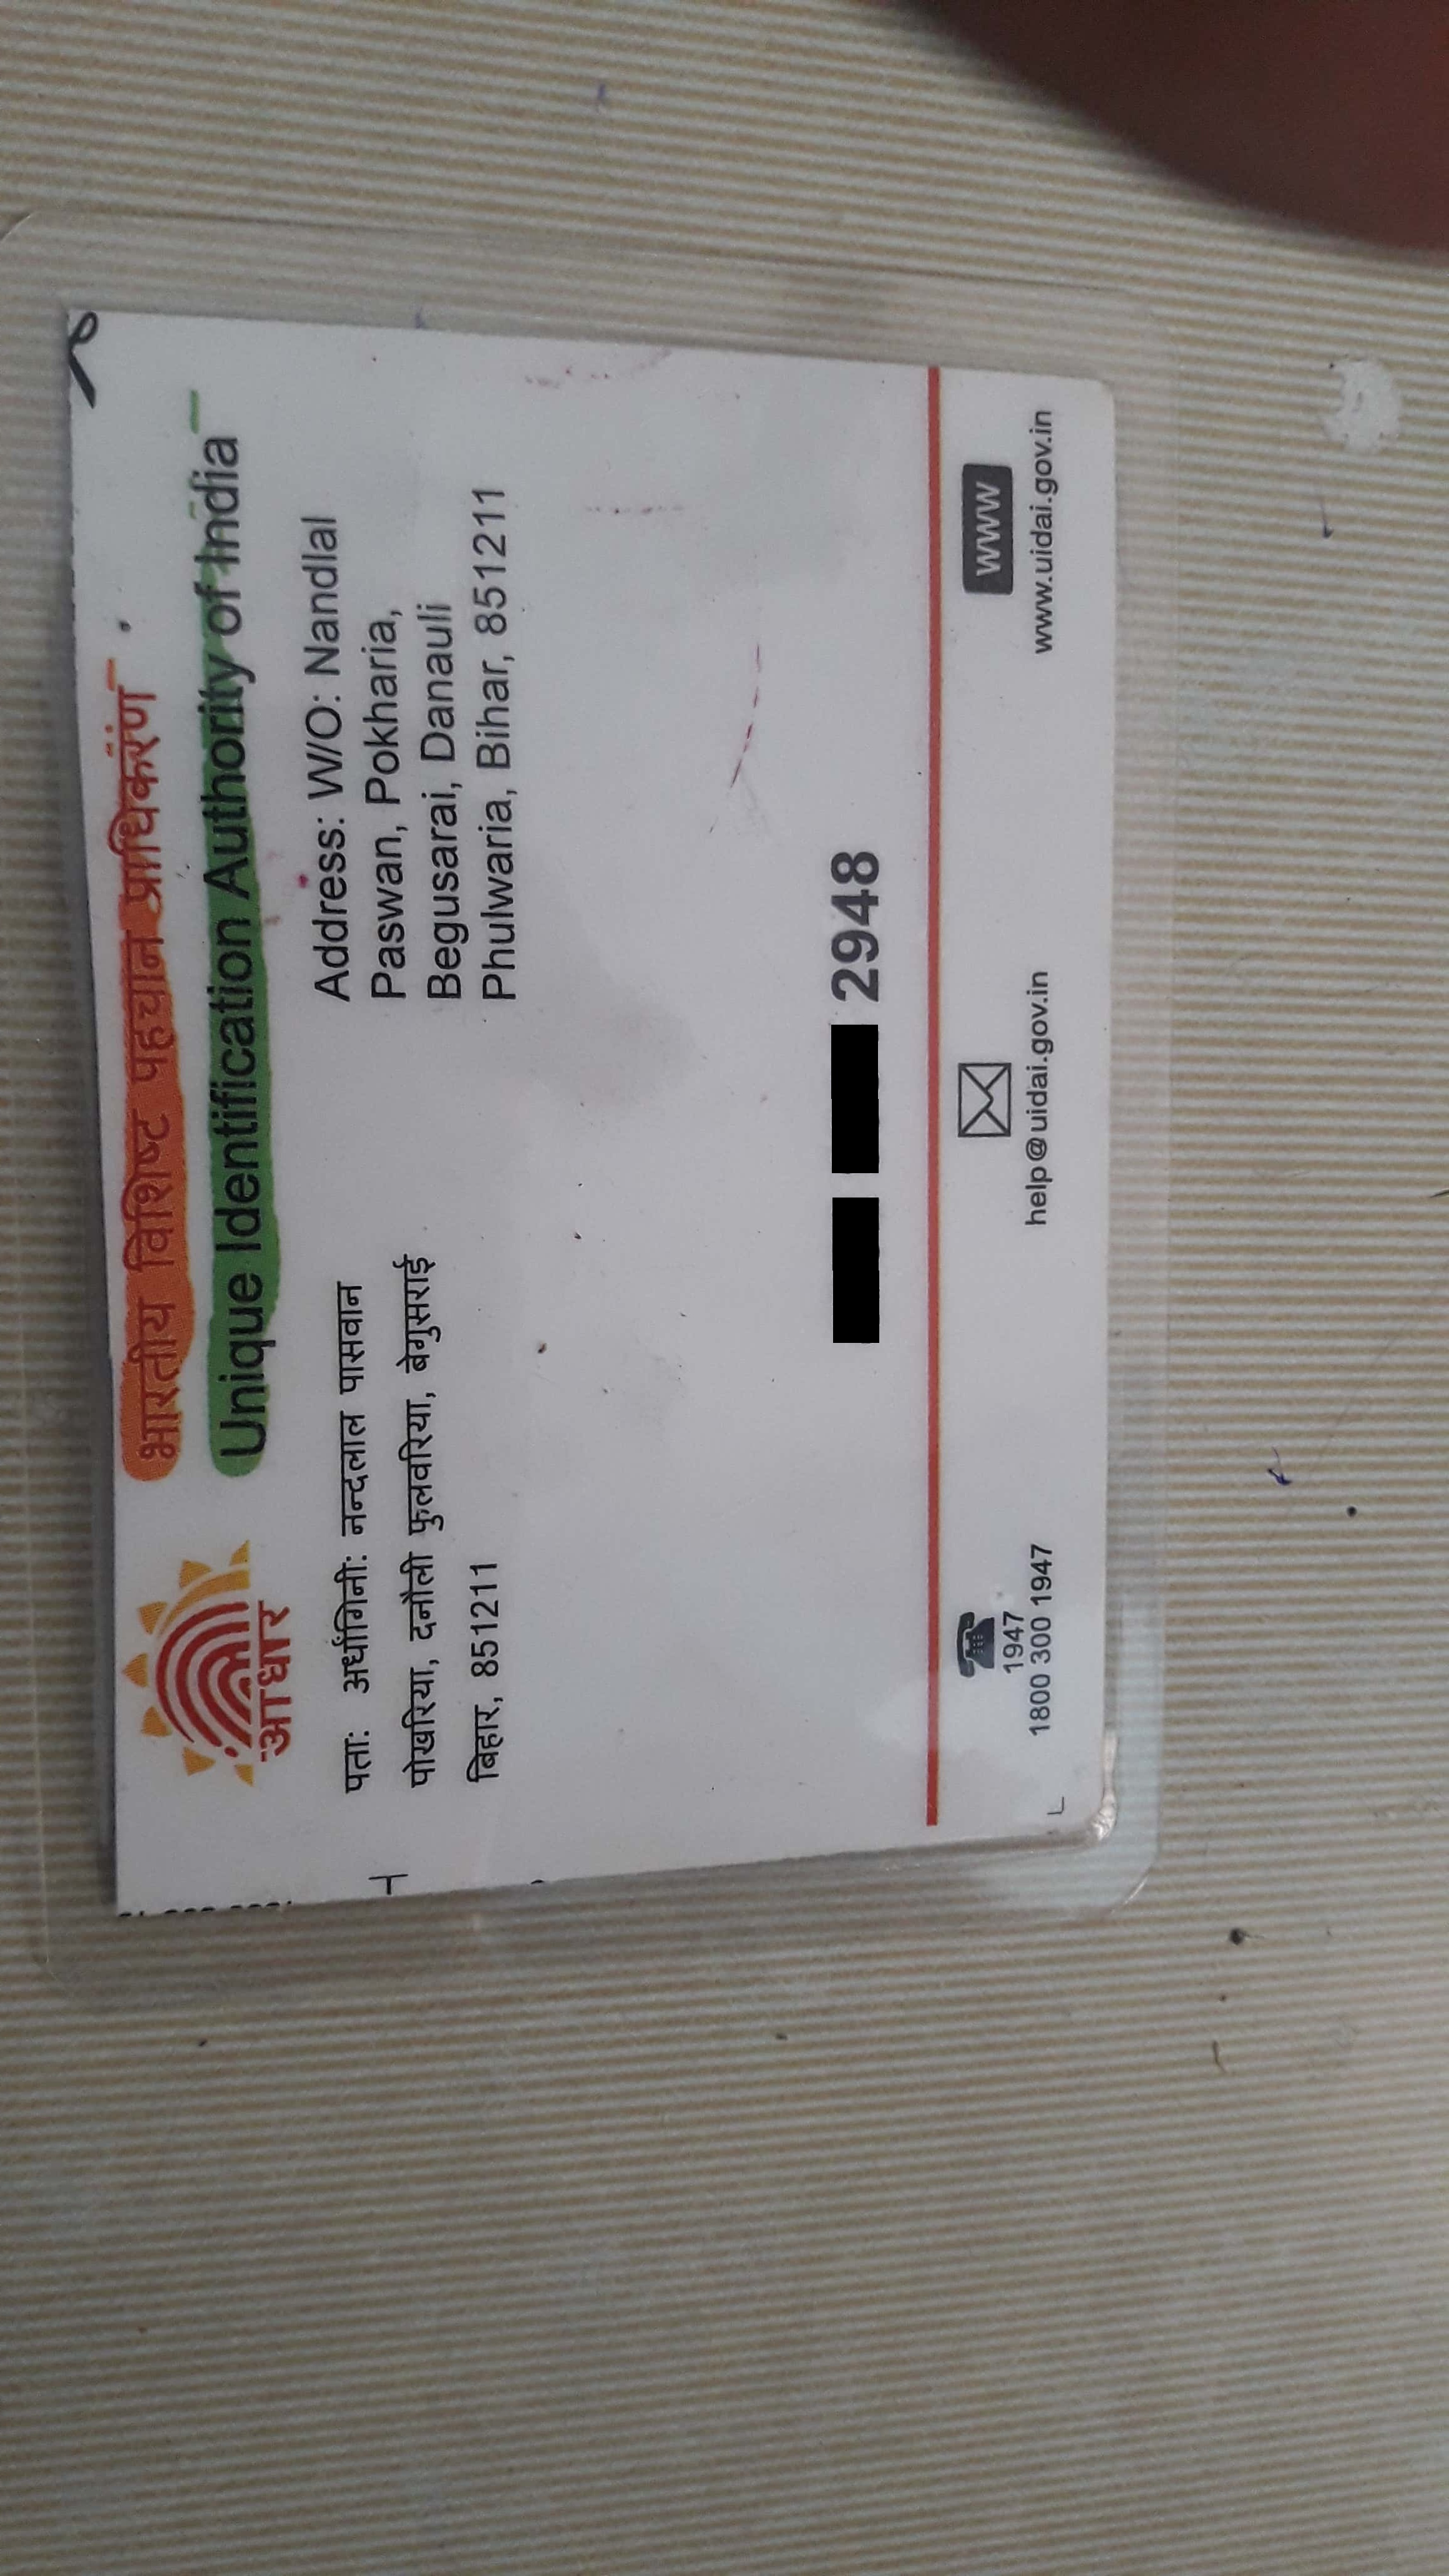 भारतीय विशिष्ट पहचान प्राधिकरण
Unique Identification Authority of India
आधार
पता: अर्धांगिनी: नन्दलाल पासवान
पोखरिया, दनौली फुलवरिया, बेगुसराई
बिहार, 851211
Address: W/O: Nandlal
Paswan, Pokharia,
Begusarai, Danauli
Phulwaria, Bihar, 851211
2948
1947
1800 300 1947
help@uidai.gov.in
WWW
www.uidai.gov.in